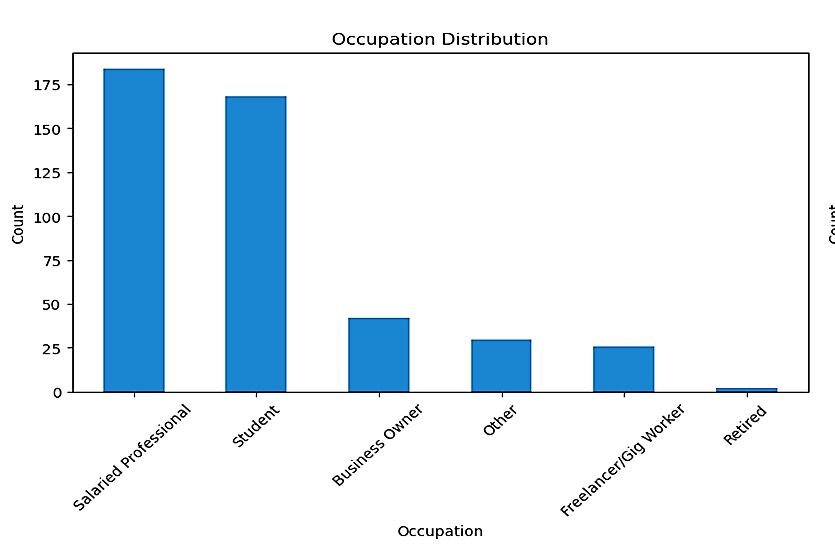 Occupation Distribution
175
150
125
100
75
50
25
0
Count
Salaried Professional
Student
Business Owner
Other
Freelancer/Gig Worker
Retired
Occupation
Count